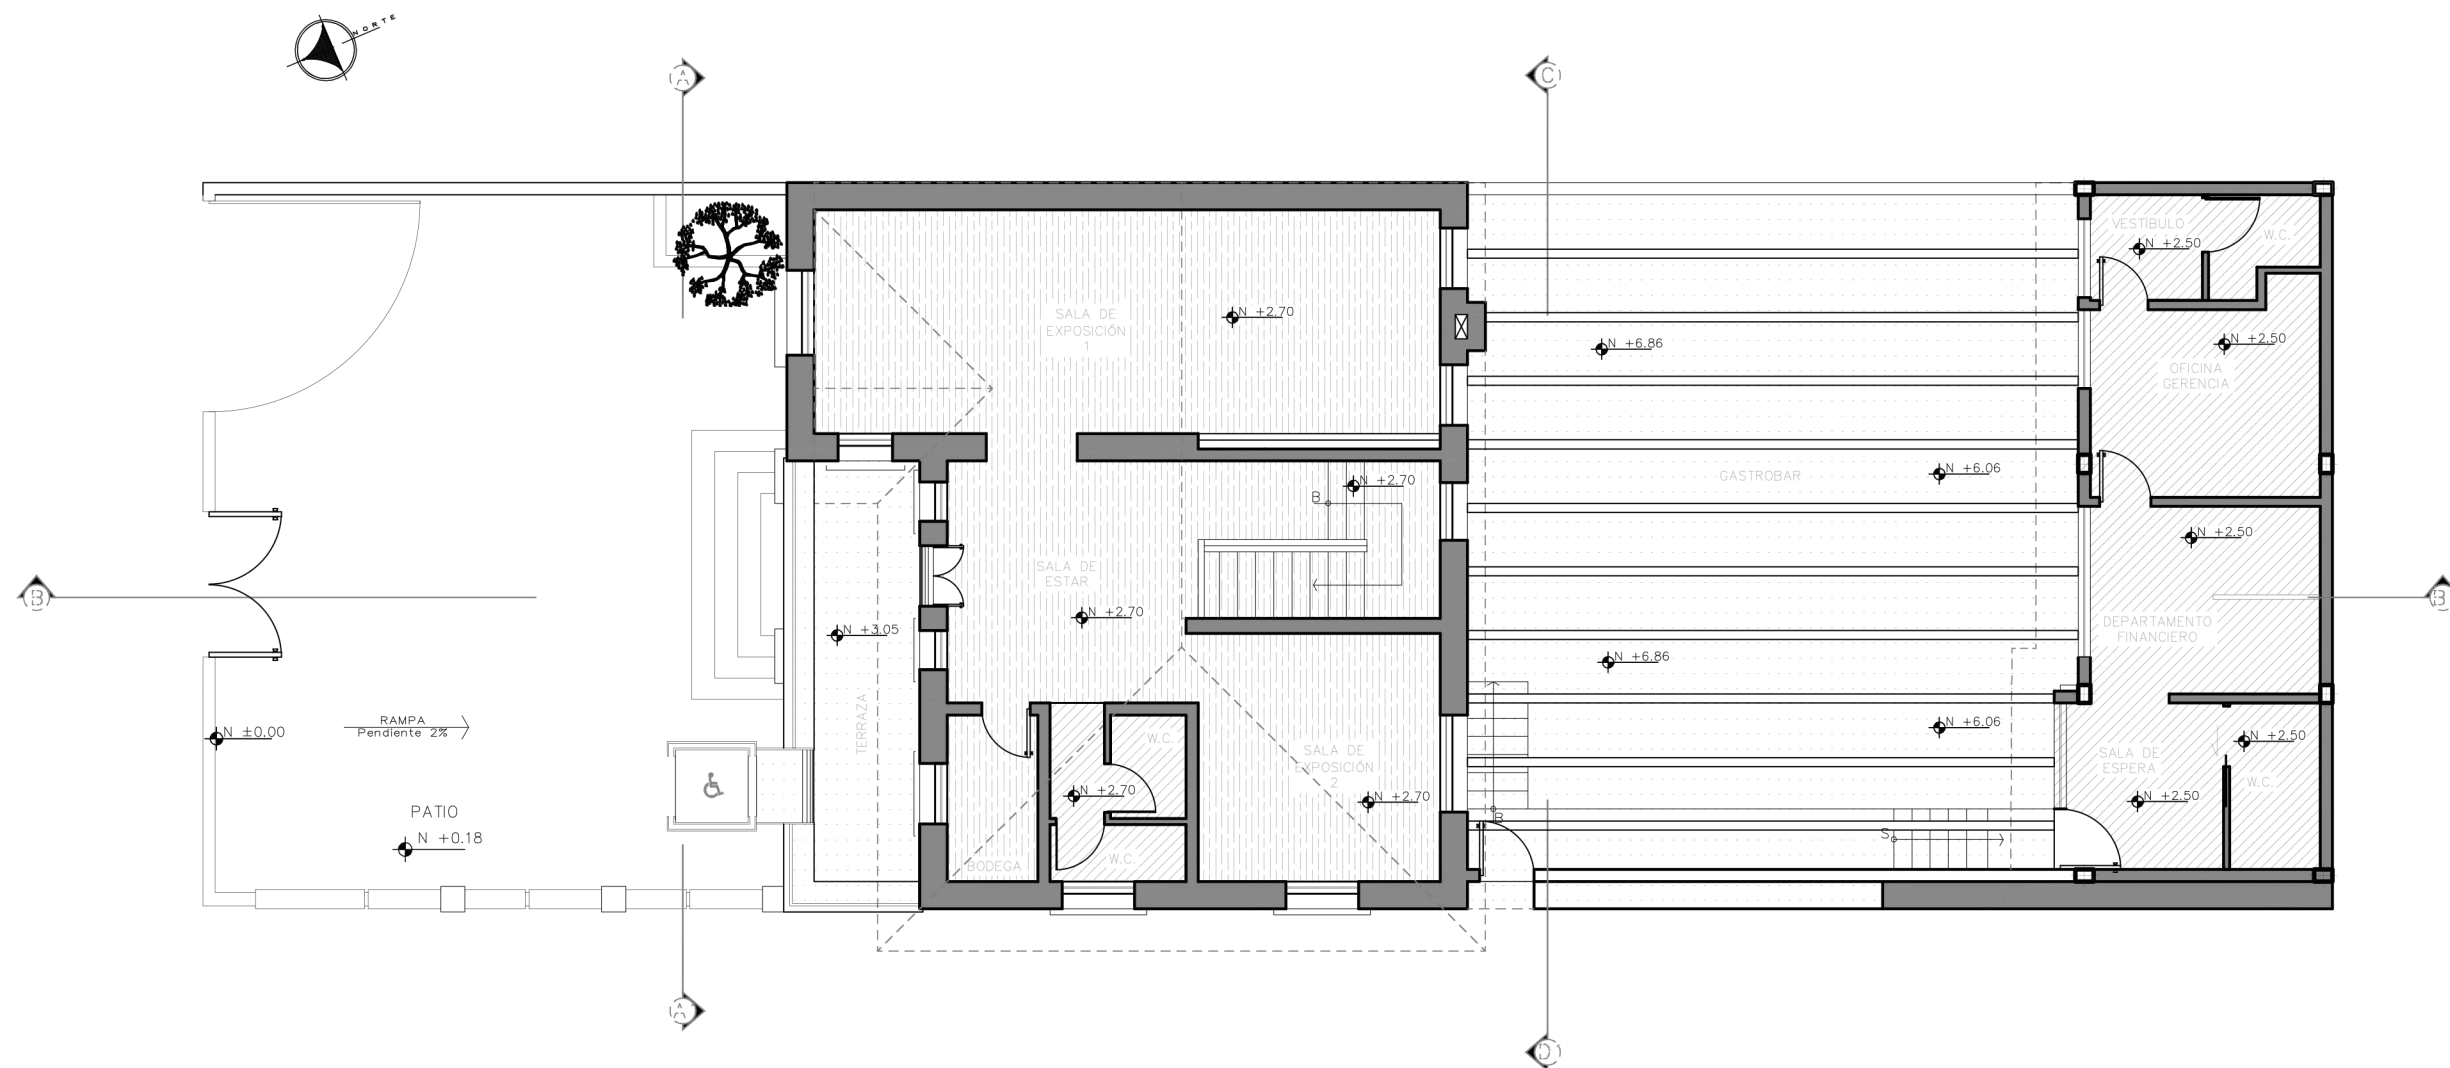 NORTE
A
C
VESTÍBULO
N +2.50
W.C.
SALA DE
EXPOSICIÓN
1
N +2.70
N +6.86
N +2.50
OFICINA
GERENCIA
B
N +2.70
GASTROBAR
N +6.06
N +2.50
SALA DE
ESTAR
N +2.70
B
B
N +3.05
DEPARTAMENTO
FINANCIERO
N +6.86
TERRAZA
RAMPA
Pendiente 2%
N ±0.00
W.C.
SALA DE
EXPOSICIÓN
2
N +2.70
N +2.70
N +6.06
N +2.50
SALA DE
ESPERA
W.C.
N +2.50
PATIO
N +0.18
B
S
BODEGA
W.C.
A'
D'